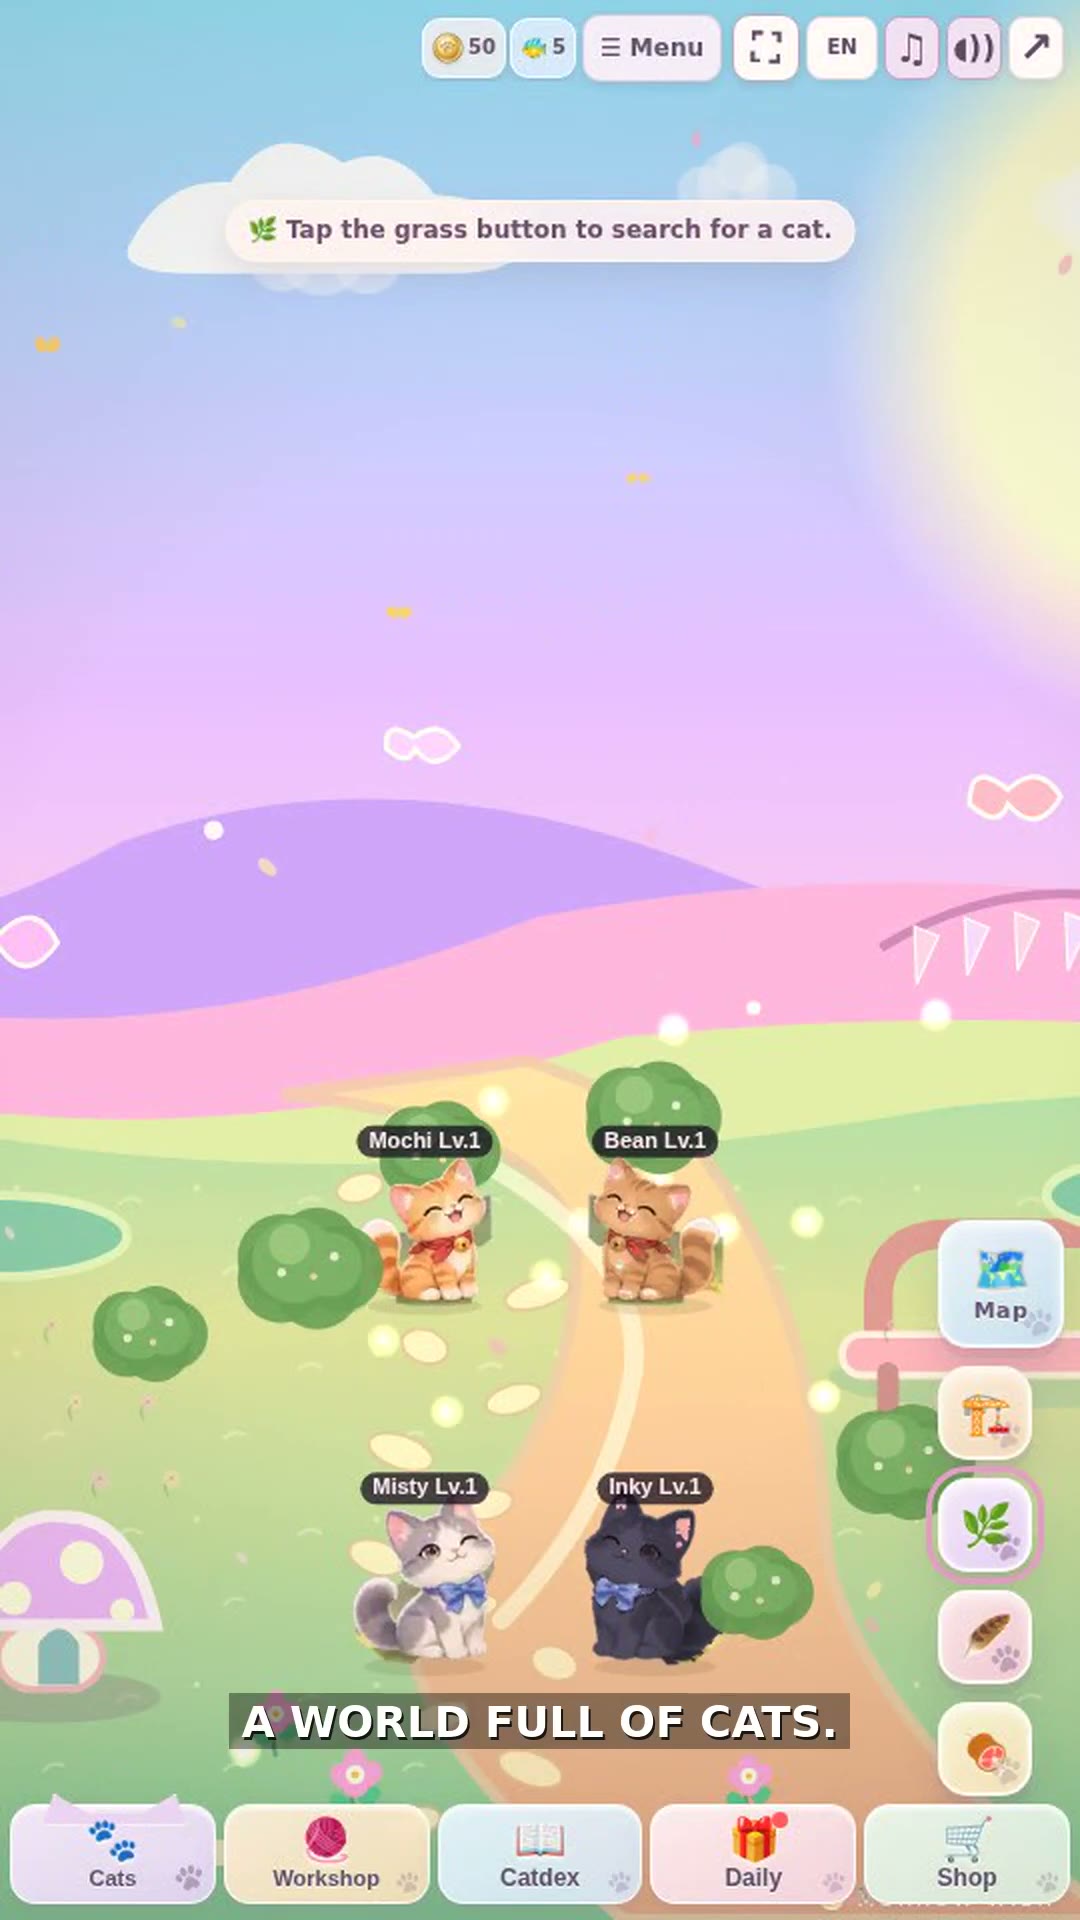 50
5
☰ Menu
EN
🌿 Tap the grass button to search for a cat.
Mochi Lv.1
Bean Lv.1
Map
Misty Lv.1
Inky Lv.1
A WORLD FULL OF CATS.
Cats
Workshop
Catdex
Daily
Shop